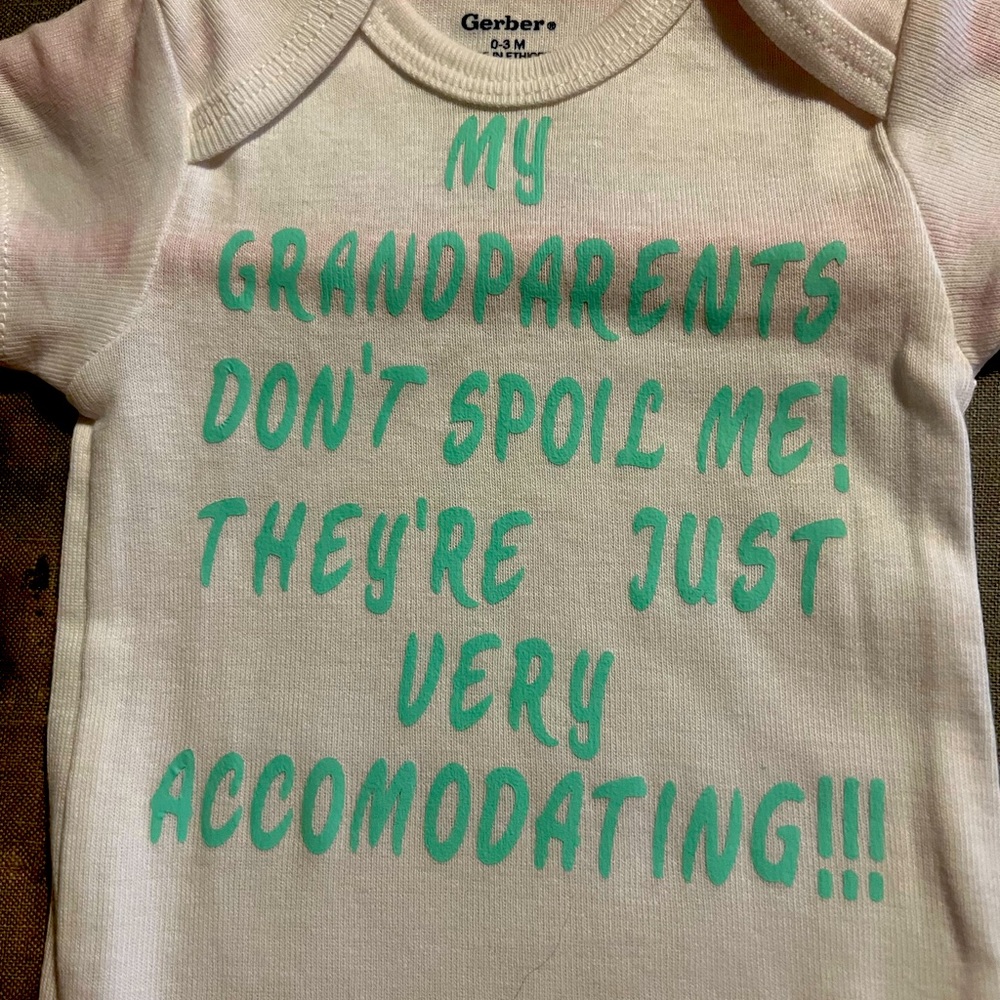 Gerber®
0-3 M
MY
GRANDPARENTS
DON'T SPOIL ME!
THEY'RE JUST
VERY
ACCOMODATING!!!